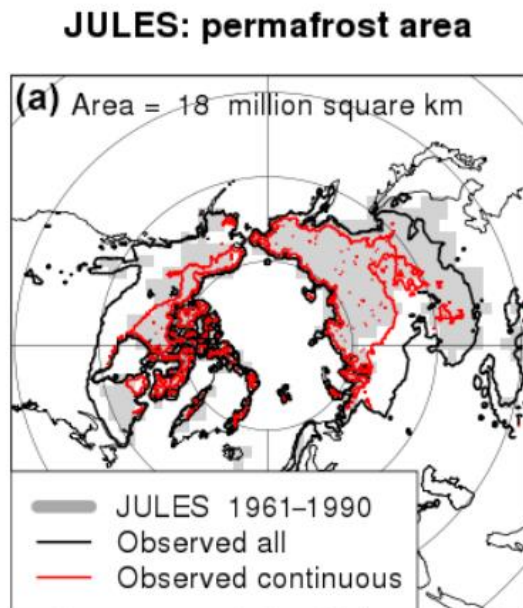 JULES: permafrost area
(a) Area = 18 million square km
JULES 1961–1990
Observed all
Observed continuous